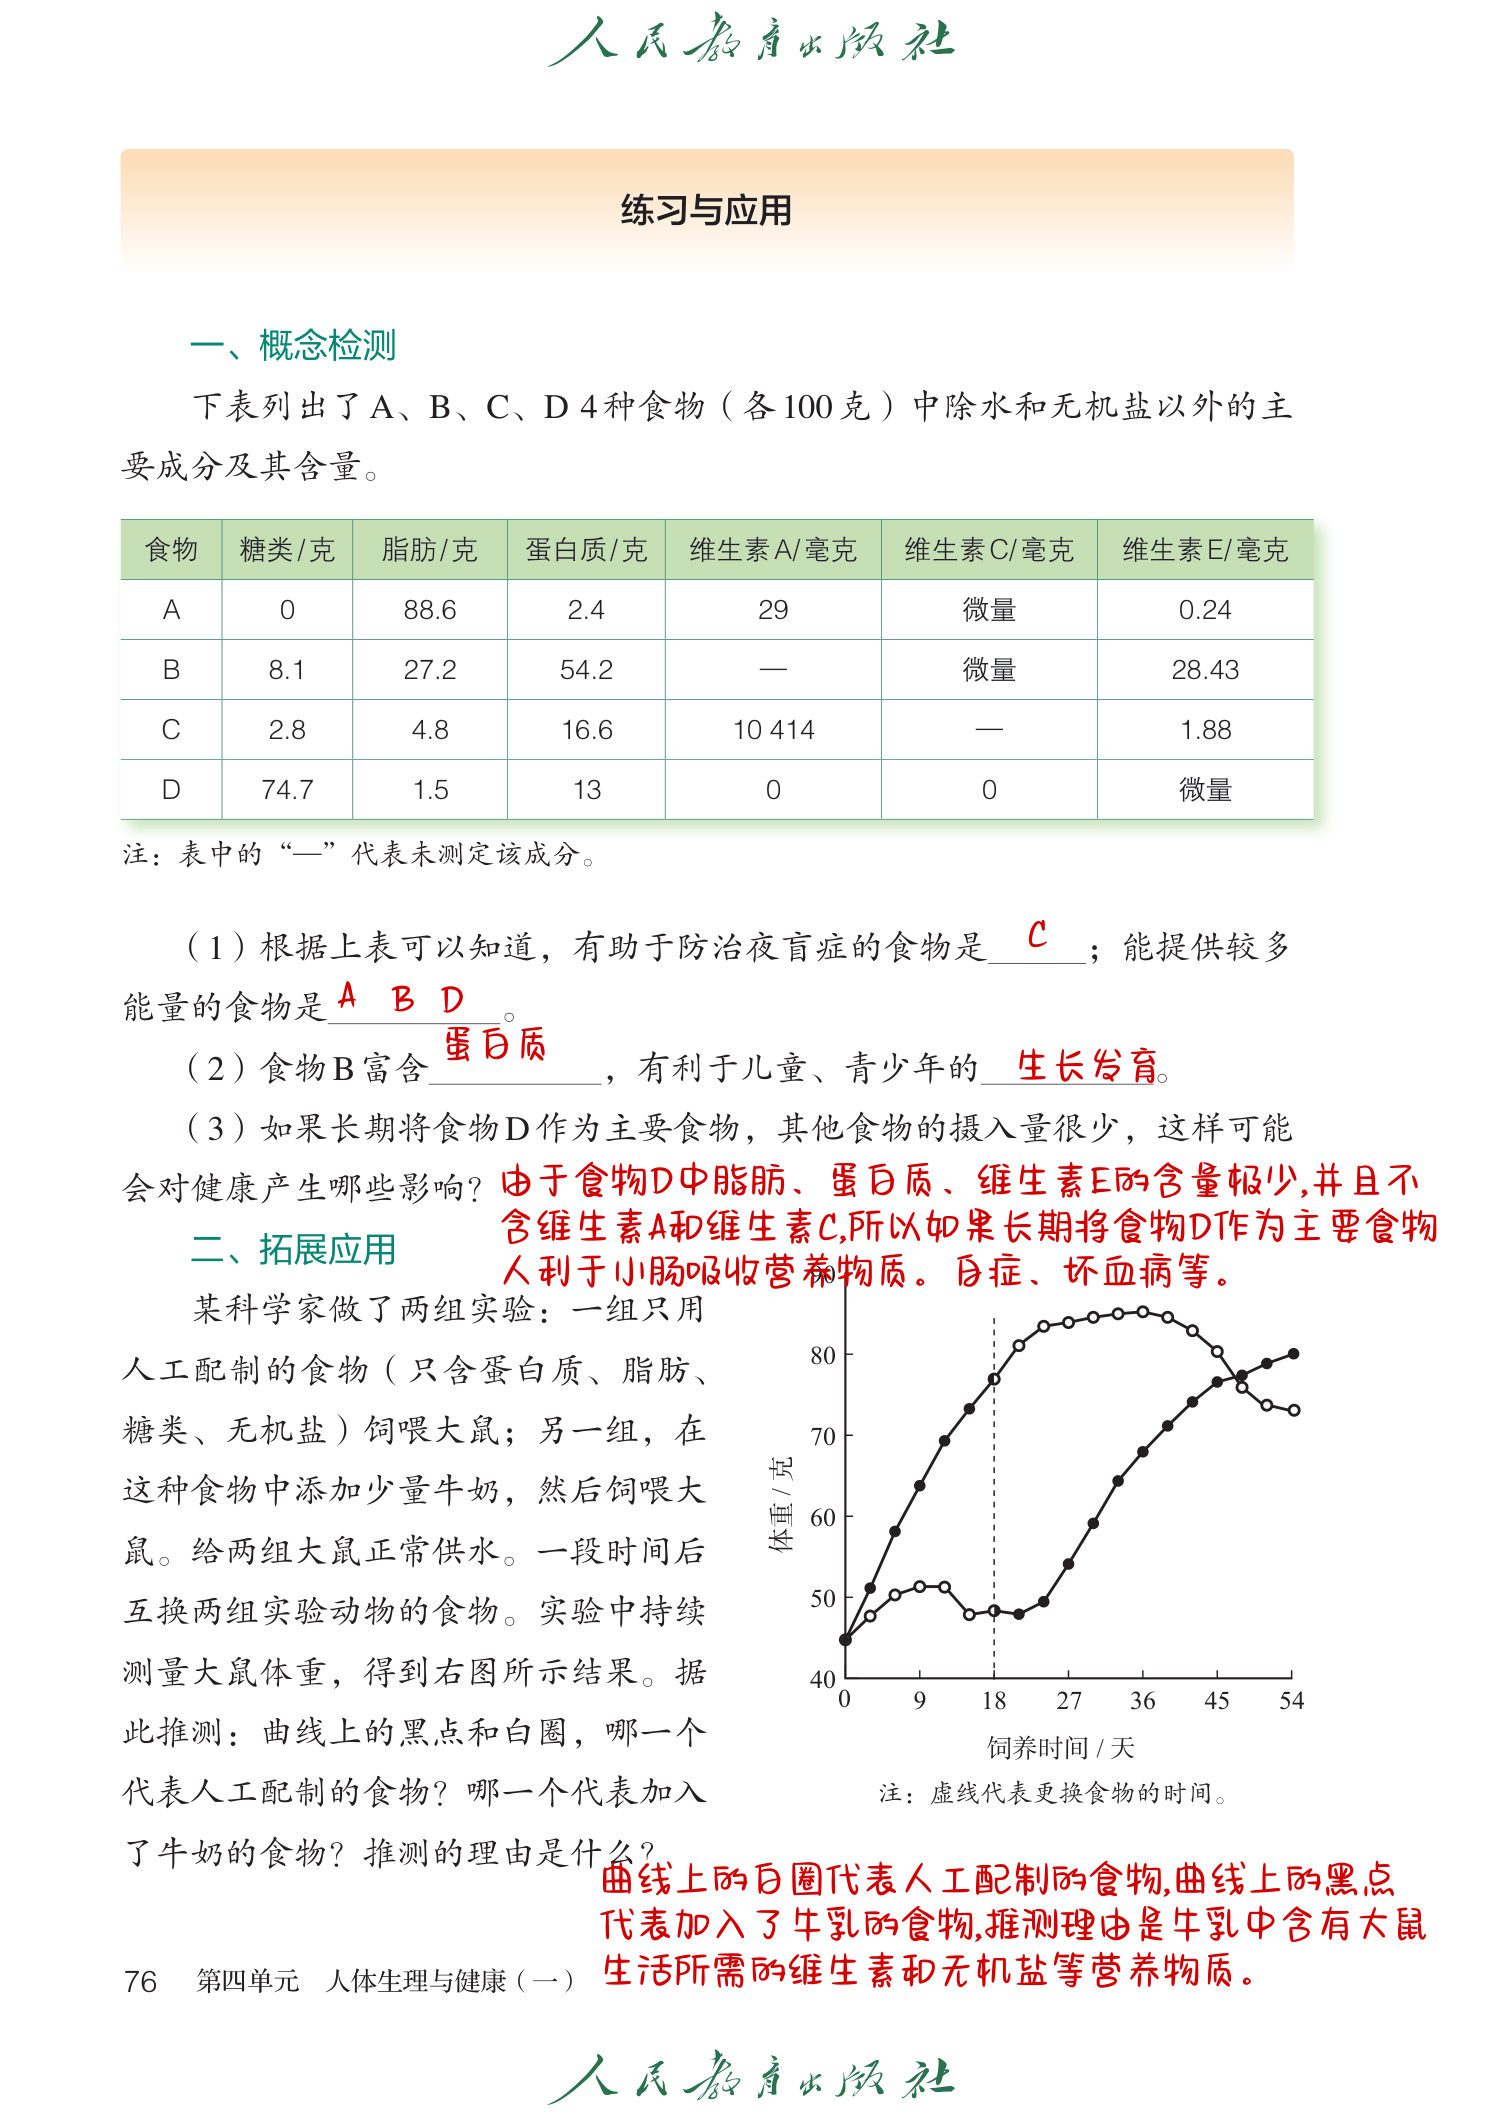 人民教育出版社
练习与应用
一、概念检测
下表列出了A、B、C、D 4种食物（各100克）中除水和无机盐以外的主
要成分及其含量。
食物 糖类/克 脂肪/克 蛋白质/克 维生素A/毫克 维生素C/毫克 维生素E/毫克
A 0 88.6 2.4 29 微量 0.24
B 8.1 27.2 54.2 — 微量 28.43
C 2.8 4.8 16.6 10 414 — 1.88
D 74.7 1.5 13 0 0 微量
注：表中的“—”代表未测定该成分。
（1）根据上表可以知道，有助于防治夜盲症的食物是 C ；能提供较多
能量的食物是 A B D 。
（2）食物B富含 蛋白质 ，有利于儿童、青少年的 生长发育 。
（3）如果长期将食物D作为主要食物，其他食物的摄入量很少，这样可能
会对健康产生哪些影响？
由于食物D中脂肪、蛋白质、维生素E的含量极少,并且不
含维生素A和维生素C,所以如果长期将食物D作为主要食物
人利于小肠吸收营养物质。白症、坏血病等。
二、拓展应用
某科学家做了两组实验：一组只用
人工配制的食物（只含蛋白质、脂肪、
糖类、无机盐）饲喂大鼠；另一组，在
这种食物中添加少量牛奶，然后饲喂大
鼠。给两组大鼠正常供水。一段时间后
互换两组实验动物的食物。实验中持续
测量大鼠体重，得到右图所示结果。据
此推测：曲线上的黑点和白圈，哪一个
代表人工配制的食物？哪一个代表加入
了牛奶的食物？推测的理由是什么？
体重/克
90
80
70
60
50
40
0 9 18 27 36 45 54
饲养时间/天
注：虚线代表更换食物的时间。
曲线上的白圈代表人工配制的食物,曲线上的黑点
代表加入了牛乳的食物,推测理由是牛乳中含有大鼠
生活所需的维生素和无机盐等营养物质。
76 第四单元 人体生理与健康（一）
人民教育出版社